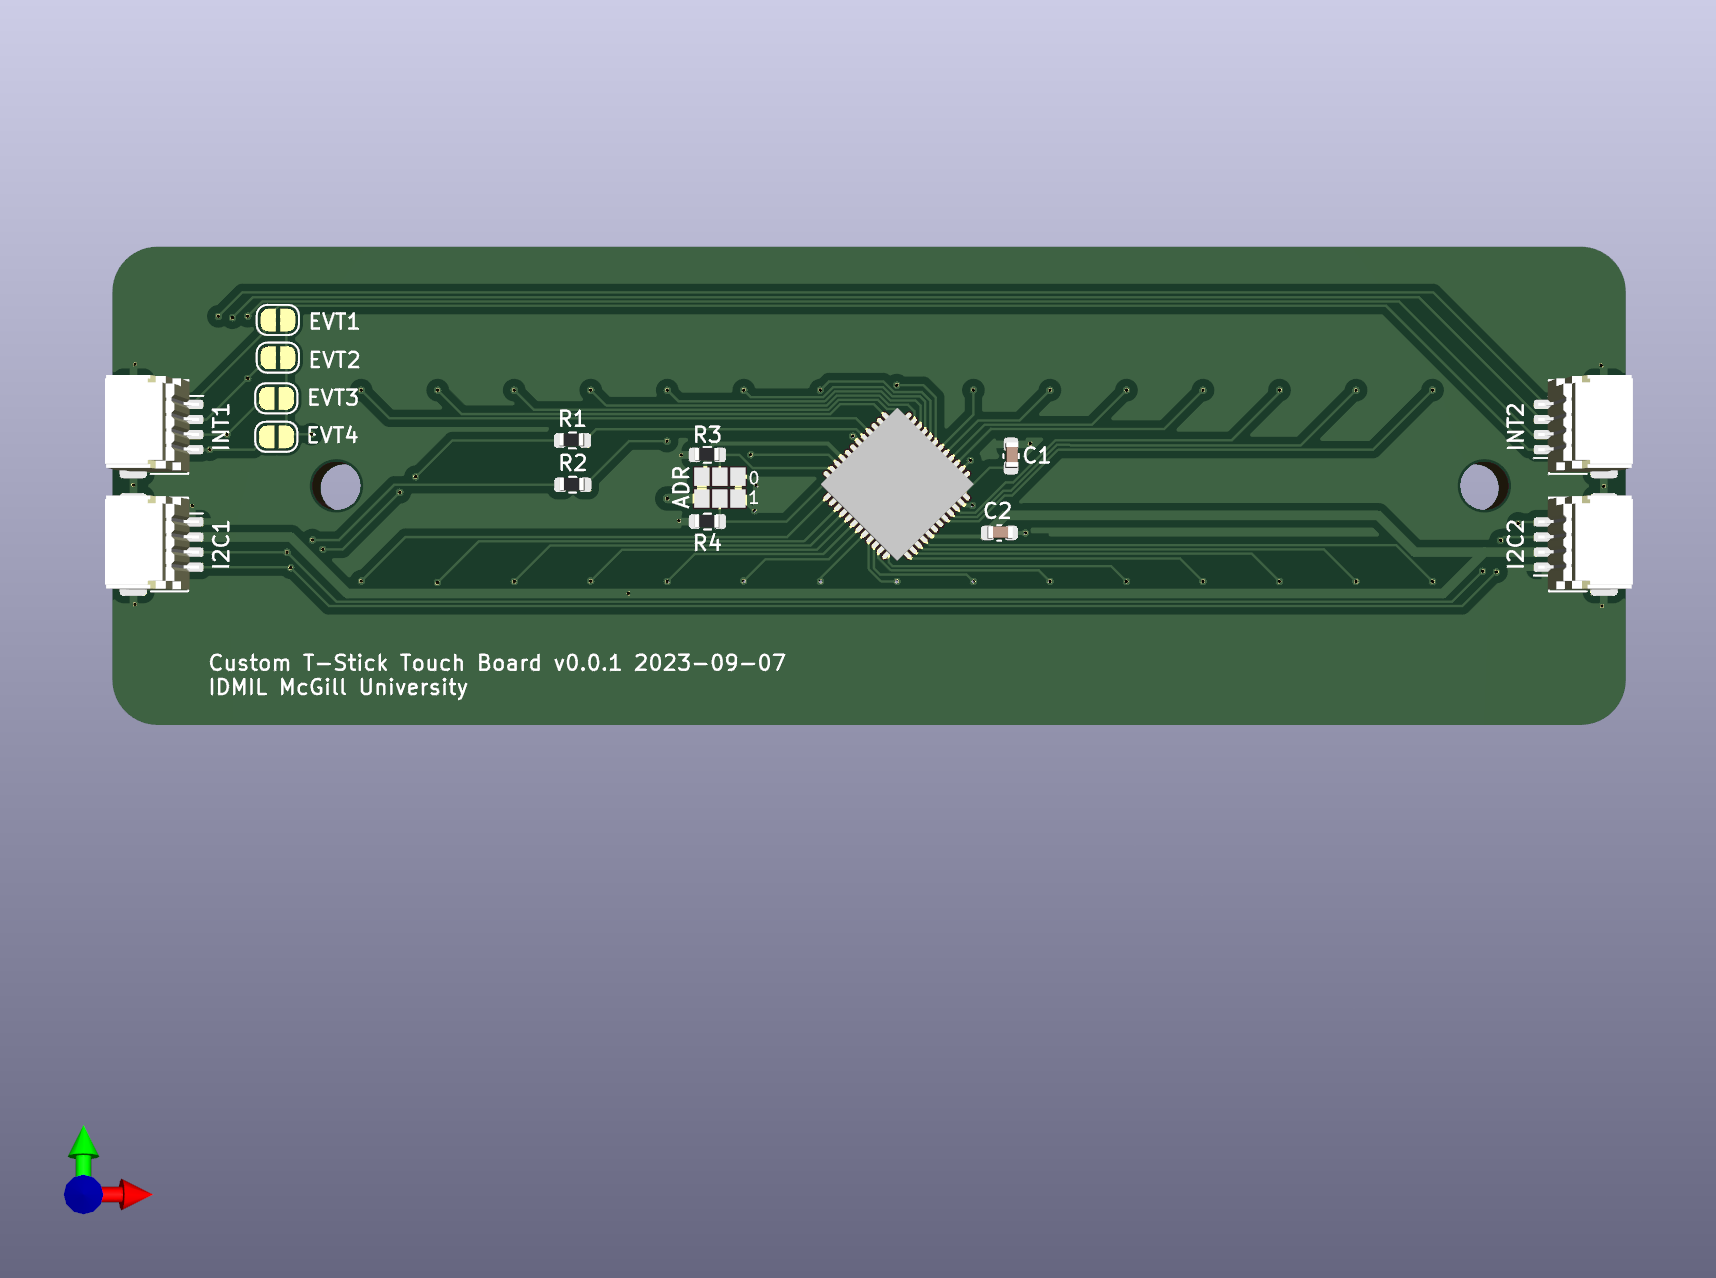 EVT1
EVT2
EVT3
EVT4
INT1
I2C1
R1
R2
R3
ADR
0
1
R4
C1
C2
INT2
I2C2
Custom T-Stick Touch Board v0.0.1 2023-09-07
IDMIL McGill University